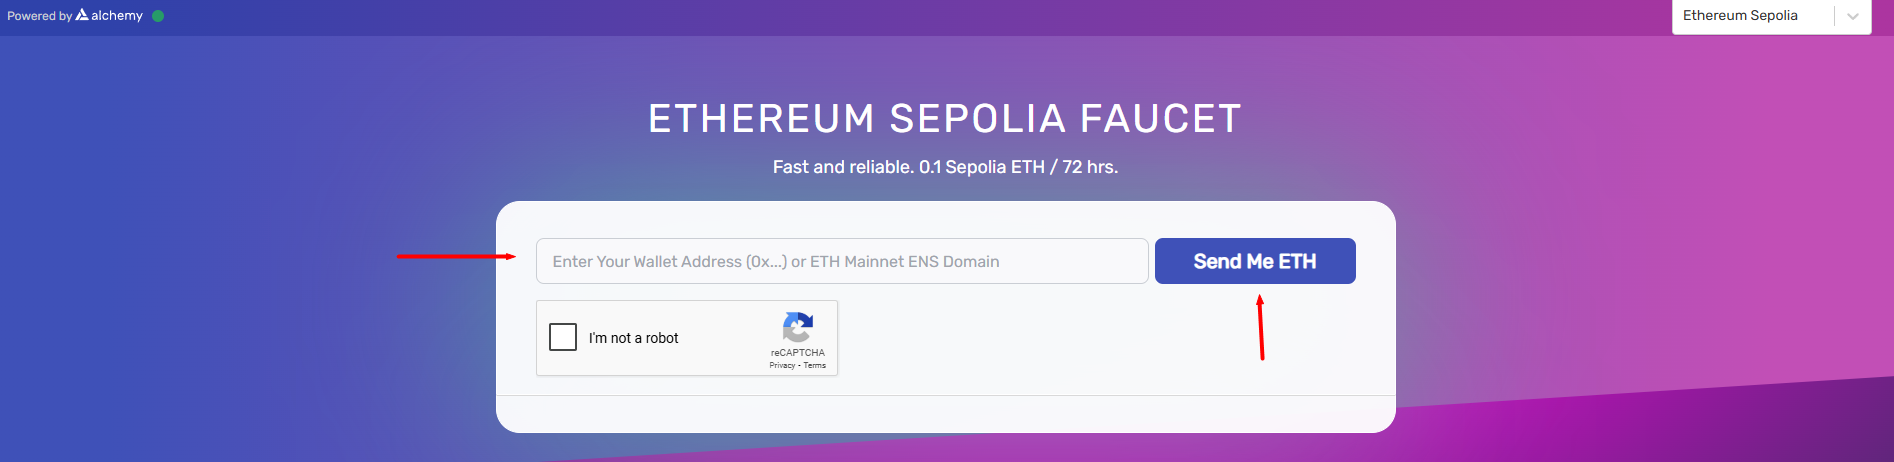 Powered by alchemy
Ethereum Sepolia
ETHEREUM SEPOLIA FAUCET
Fast and reliable. 0.1 Sepolia ETH / 72 hrs.
Enter Your Wallet Address (0x...) or ETH Mainnet ENS Domain
Send Me ETH
I'm not a robot
reCAPTCHA
Privacy - Terms